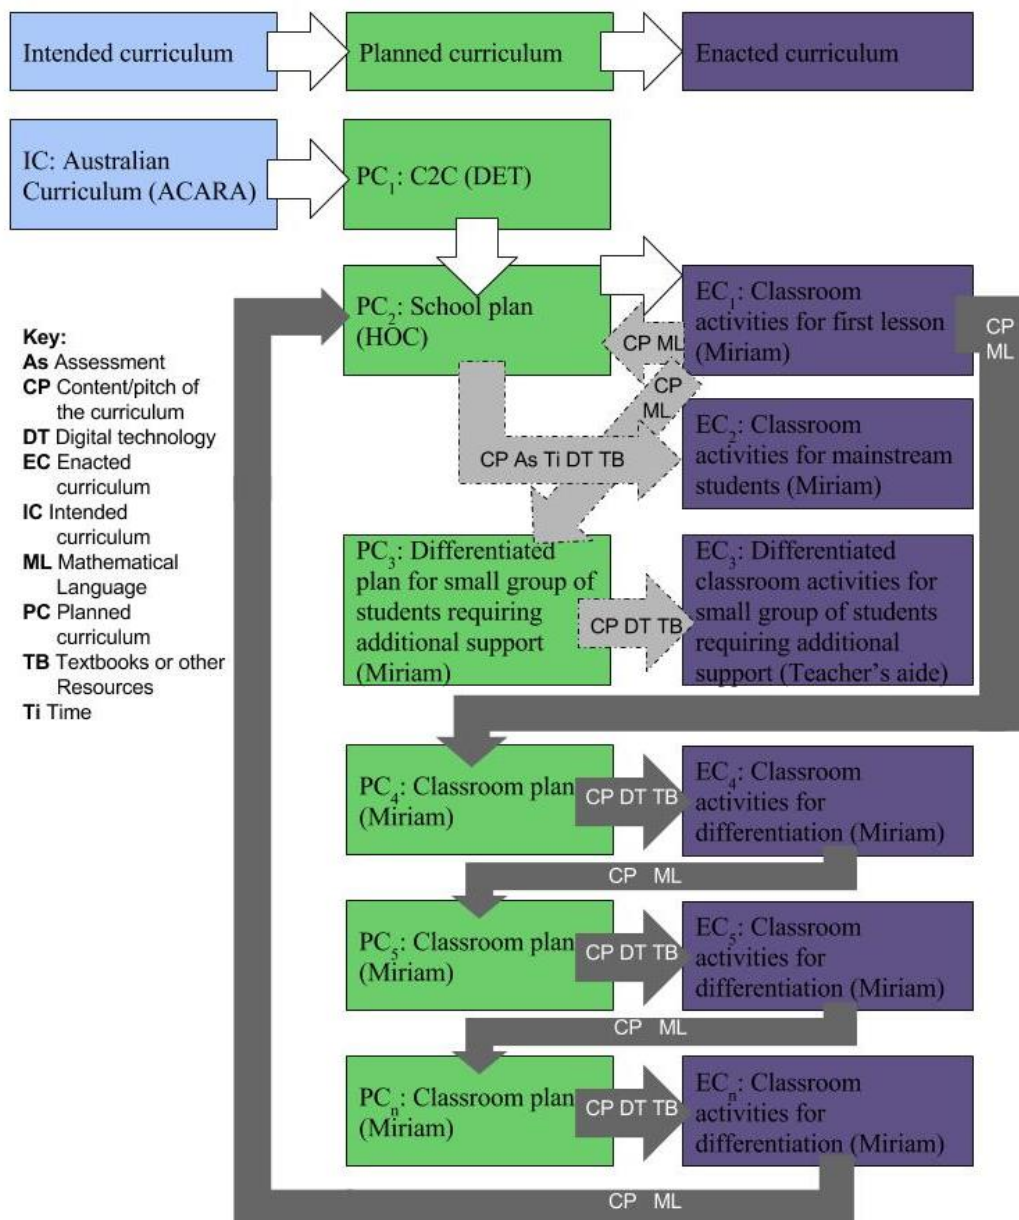 Intended curriculum
Planned curriculum
Enacted curriculum
IC: Australian
Curriculum (ACARA)
PC1: C2C (DET)
PC2: School plan
(HOC)
EC1: Classroom
activities for first lesson
(Miriam)
CP
ML
CP ML
CP
ML
Key:
As Assessment
CP Content/pitch of
the curriculum
DT Digital technology
EC Enacted
curriculum
IC Intended
curriculum
ML Mathematical
Language
PC Planned
curriculum
TB Textbooks or other
Resources
Ti Time
CP As Ti DT TB
EC2: Classroom
activities for mainstream
students (Miriam)
PC3: Differentiated
plan for small group of
students requiring
additional support
(Miriam)
CP DT TB
EC3: Differentiated
classroom activities for
small group of students
requiring additional
support (Teacher's aide)
PC4: Classroom plan
(Miriam)
CP DT TB
EC4: Classroom
activities for
differentiation (Miriam)
CP ML
PC5: Classroom plan
(Miriam)
CP DT TB
EC5: Classroom
activities for
differentiation (Miriam)
CP ML
PCn: Classroom plan
(Miriam)
CP DT TB
ECn: Classroom
activities for
differentiation (Miriam)
CP ML